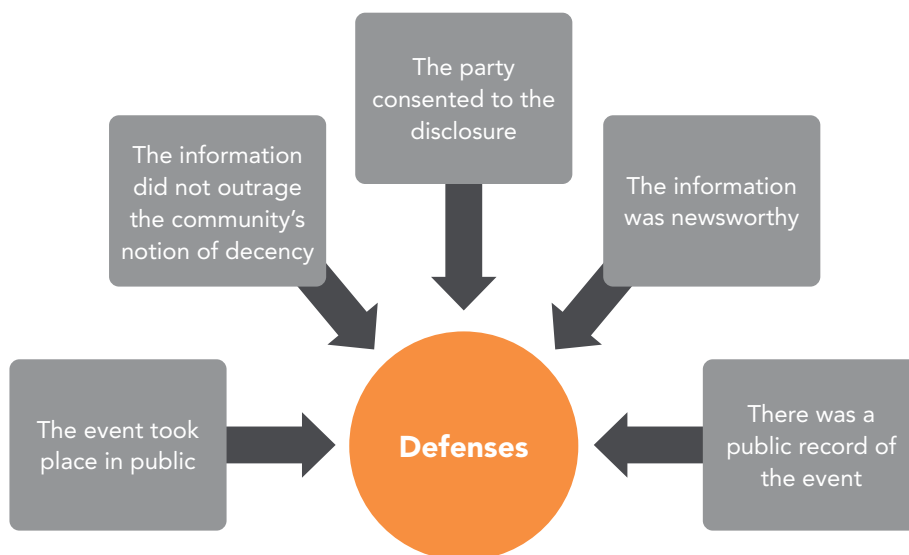 The party
consented to the
disclosure
The information
did not outrage
the community's
notion of decency
The information
was newsworthy
The event took
place in public
Defenses
There was a
public record of
the event